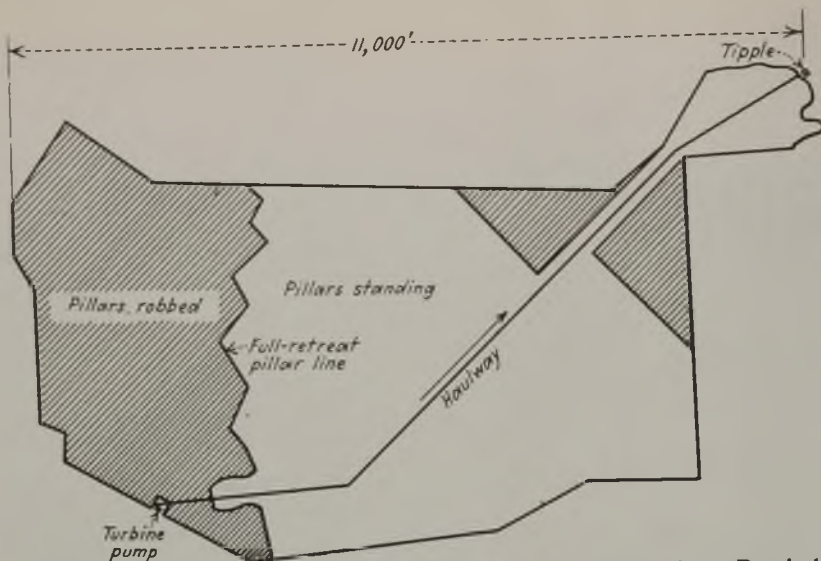 11,000'
Tipple
Pillars robbed
Pillars standing
Full-retreat
pillar line
Haulway
Turbine
pump